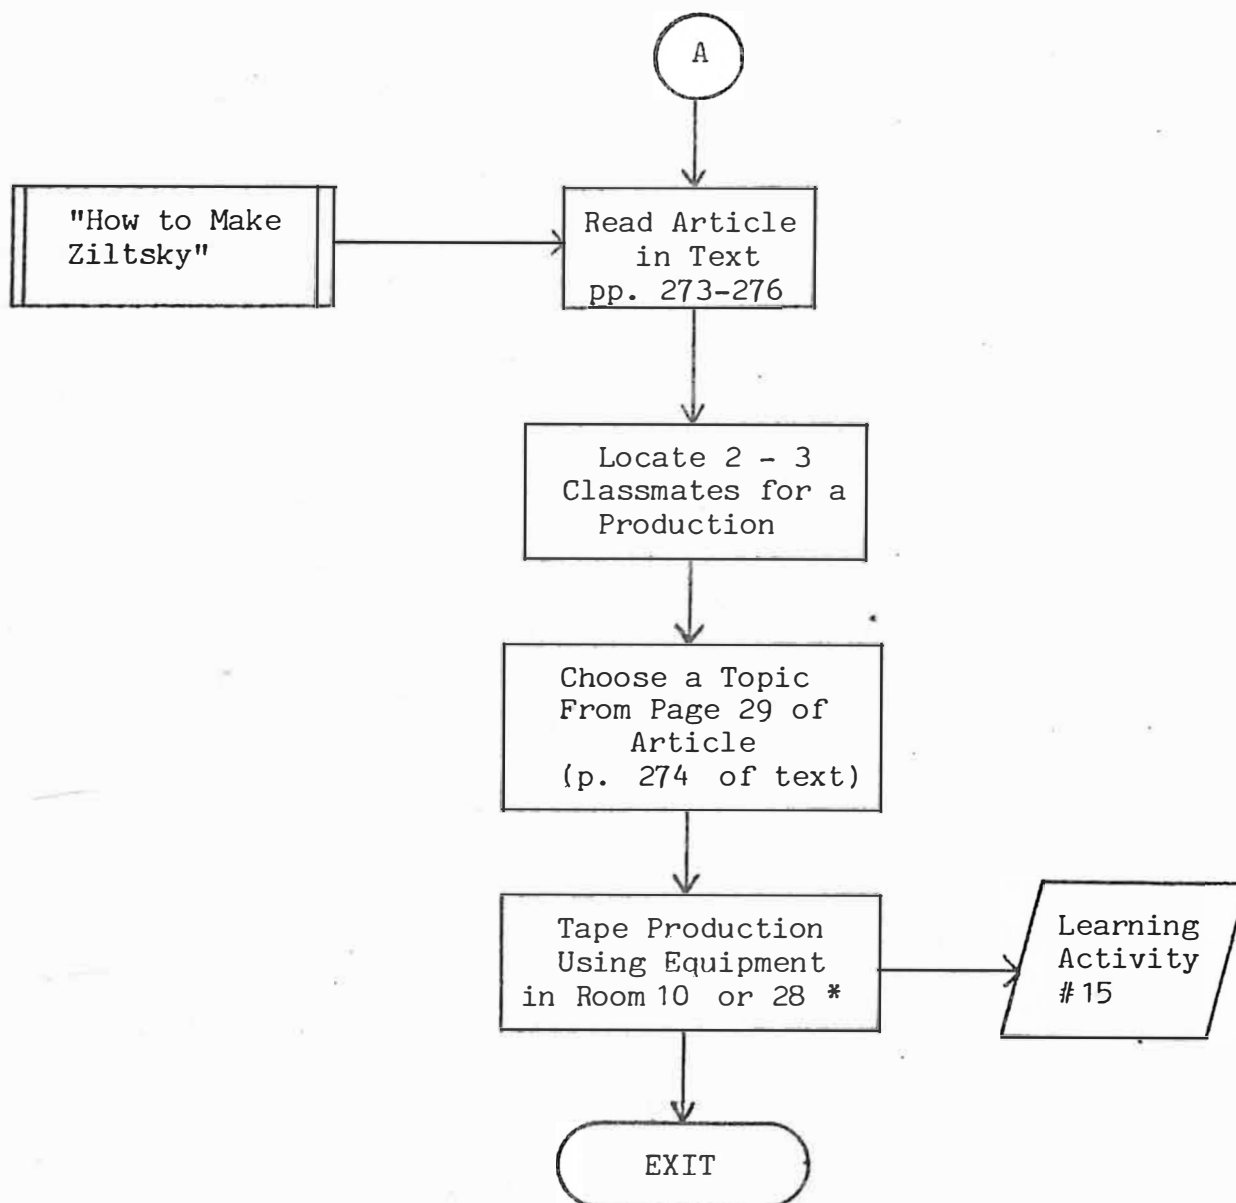 A
"How to Make
Ziltsky"
Read Article
in Text
pp. 273-276
Locate 2 - 3
Classmates for a
Production
Choose a Topic
From Page 29 of
Article
(p. 274 of text)
Tape Production
Using Equipment
in Room 10 or 28 *
Learning
Activity
#15
EXIT